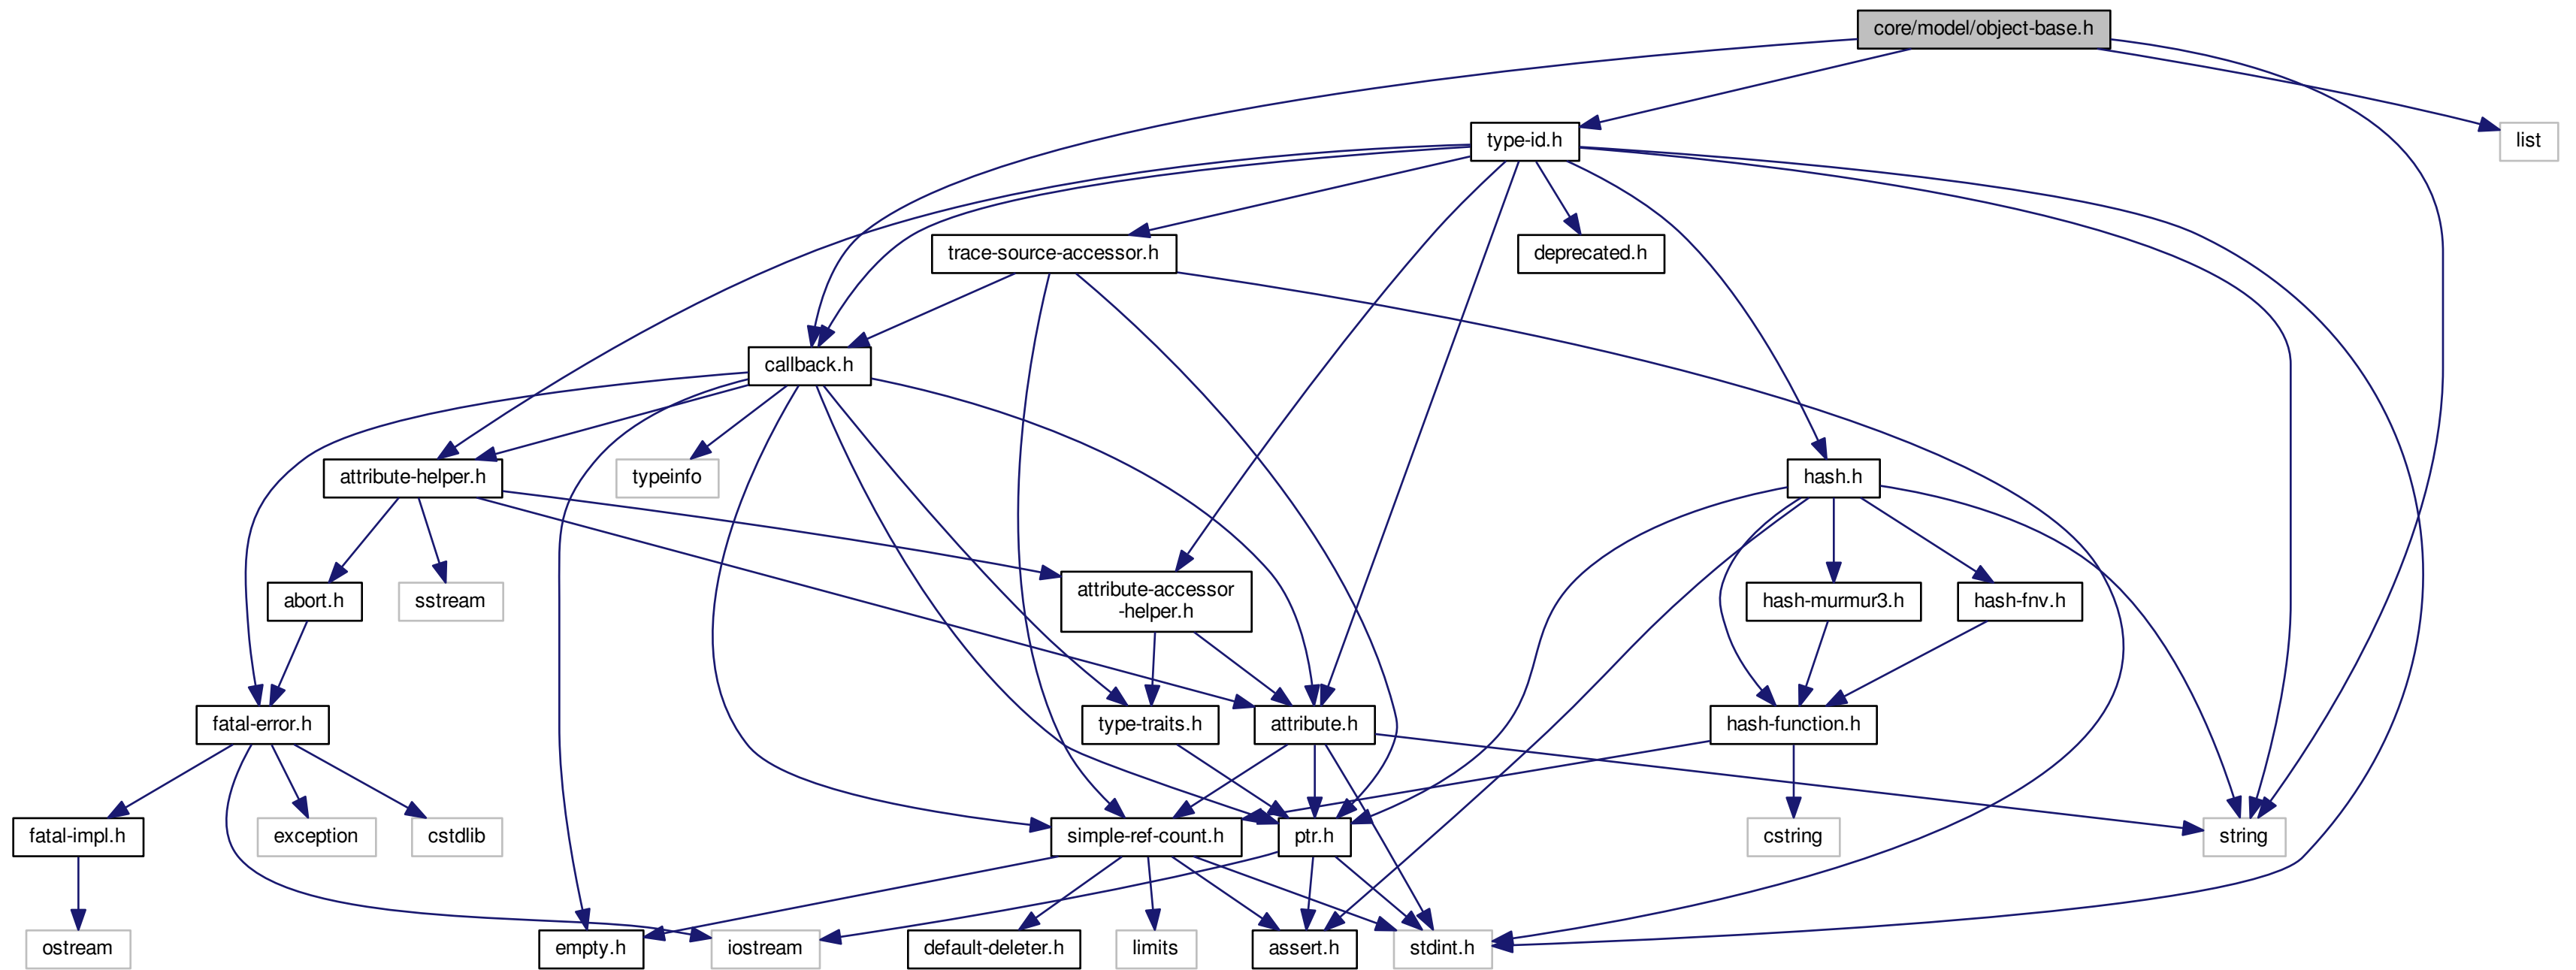 core/model/object-base.h
type-id.h
list
trace-source-accessor.h
deprecated.h
callback.h
attribute-helper.h
typeinfo
hash.h
abort.h
sstream
attribute-accessor
-helper.h
hash-murmur3.h
hash-fnv.h
fatal-error.h
type-traits.h
attribute.h
hash-function.h
fatal-impl.h
exception
cstdlib
simple-ref-count.h
ptr.h
cstring
string
ostream
empty.h
iostream
default-deleter.h
limits
assert.h
stdint.h